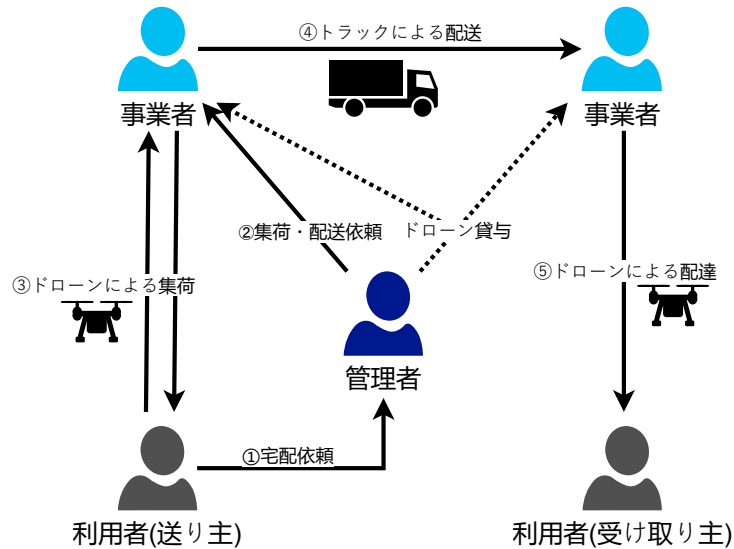 ④トラックによる配送
事業者
事業者
②集荷・配送依頼
ドローン貸与
③ドローンによる集荷
⑤ドローンによる配達
管理者
①宅配依頼
利用者(送り主)
利用者(受け取り主)